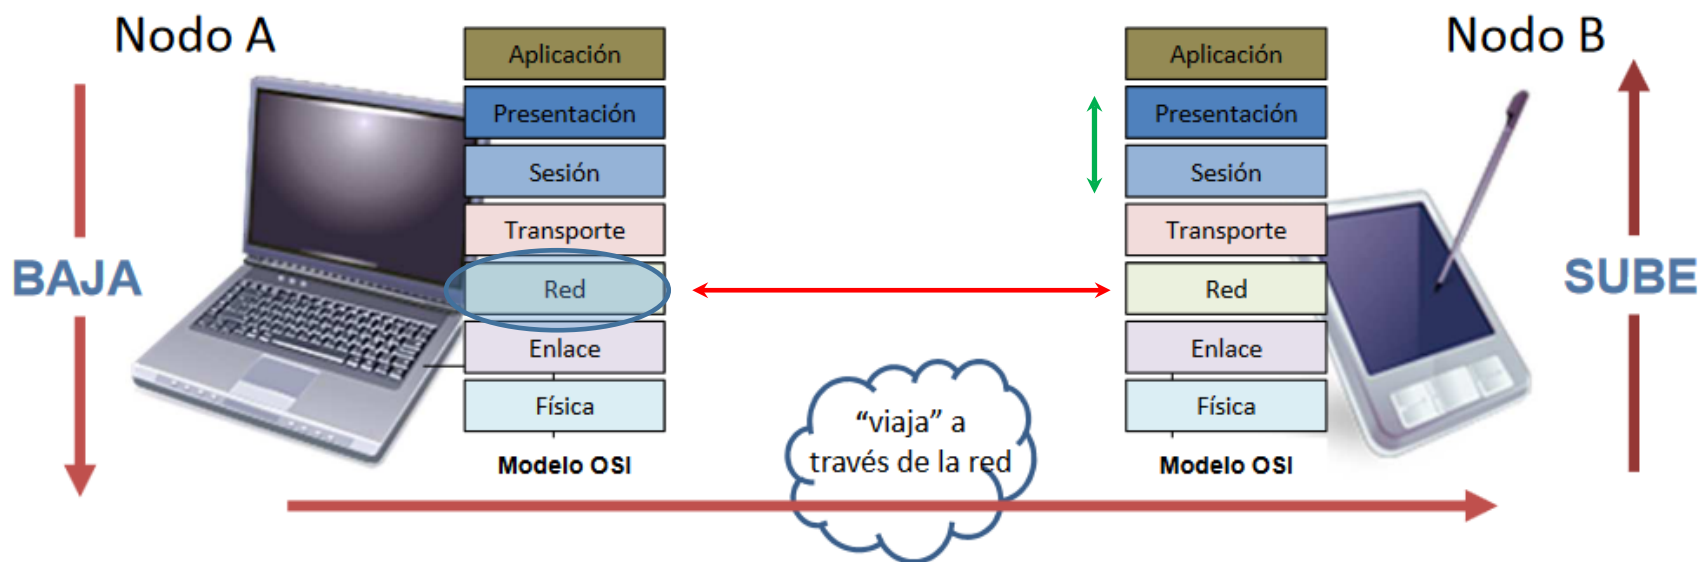 Nodo A
Nodo B
Aplicación
Presentación
Sesión
Transporte
Red
Enlace
Física
Modelo OSI
BAJA
“viaja” a
través de la red
Aplicación
Presentación
Sesión
Transporte
Red
Enlace
Física
Modelo OSI
SUBE